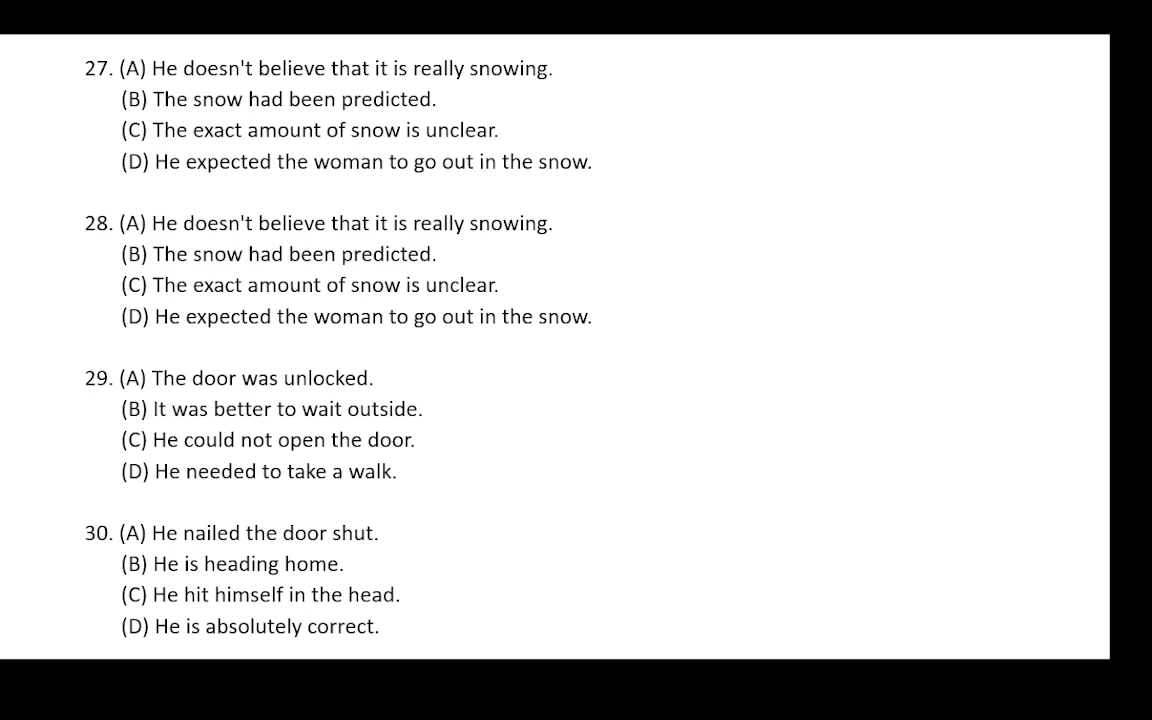 27. (A) He doesn't believe that it is really snowing.
(B) The snow had been predicted.
(C) The exact amount of snow is unclear.
(D) He expected the woman to go out in the snow.
28. (A) He doesn't believe that it is really snowing.
(B) The snow had been predicted.
(C) The exact amount of snow is unclear.
(D) He expected the woman to go out in the snow.
29. (A) The door was unlocked.
(B) It was better to wait outside.
(C) He could not open the door.
(D) He needed to take a walk.
30. (A) He nailed the door shut.
(B) He is heading home.
(C) He hit himself in the head.
(D) He is absolutely correct.